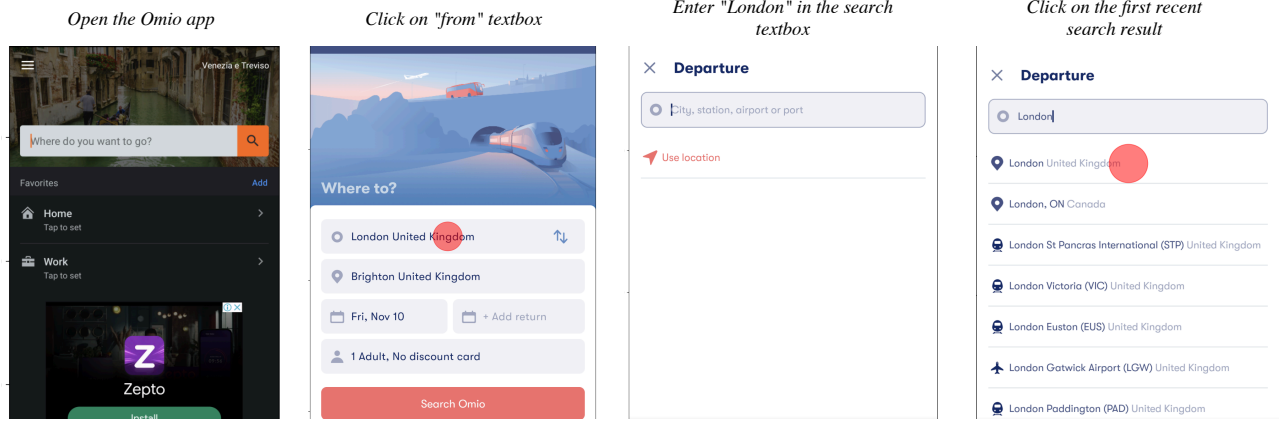 Open the Omio app
Venezia e Treviso
Where do you want to go?
Favorites Add
Home
Tap to set
Work
Tap to set
Zepto
Install
Click on "from" textbox
Where to?
London United Kingdom
Brighton United Kingdom
Fri, Nov 10 + Add return
1 Adult, No discount card
Search Omio
Enter "London" in the search
textbox
Departure
City, station, airport or port
Use location
Click on the first recent
search result
Departure
London
London United Kingdom
London, ON Canada
London St Pancras International (STP) United Kingdom
London Victoria (VIC) United Kingdom
London Euston (EUS) United Kingdom
London Gatwick Airport (LGW) United Kingdom
London Paddington (PAD) United Kingdom